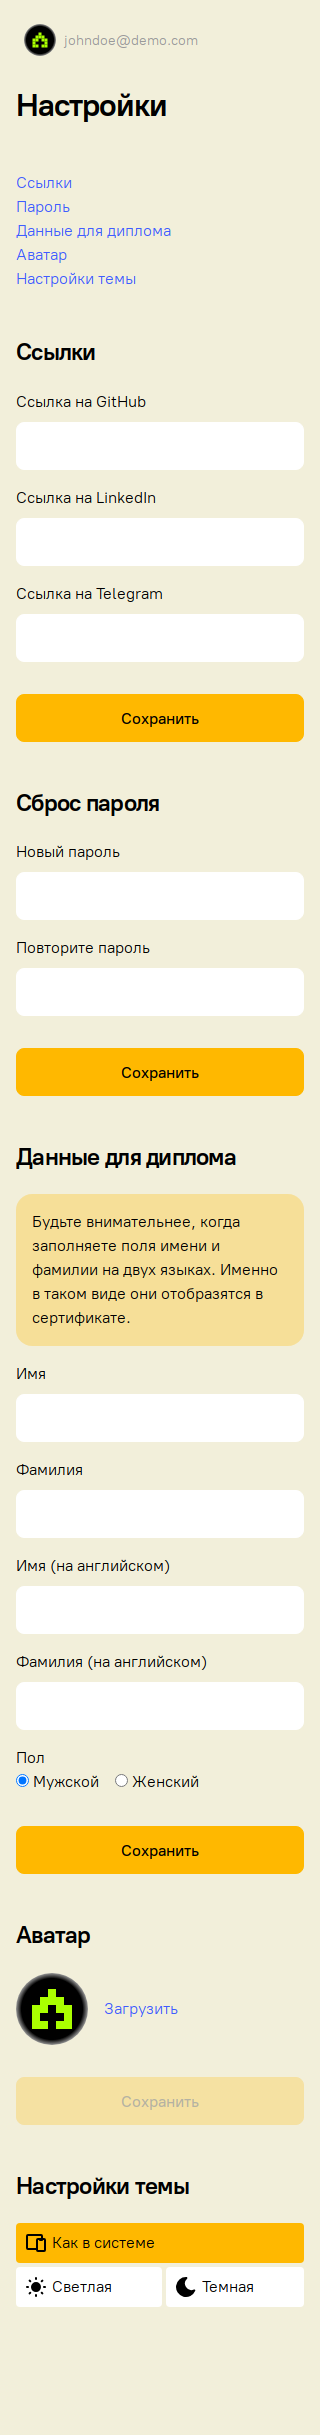 johndoe@demo.com
Настройки
Ссылки
Пароль
Данные для диплома
Аватар
Настройки темы
Ссылки
Ссылка на GitHub
Ссылка на LinkedIn
Ссылка на Telegram
Сохранить
Сброс пароля
Новый пароль
Повторите пароль
Сохранить
Данные для диплома
Будьте внимательнее, когда
заполняете поля имени и
фамилии на двух языках. Именно
в таком виде они отобразятся в
сертификате.
Имя
Фамилия
Имя (на английском)
Фамилия (на английском)
Пол
Мужской Женский
Сохранить
Аватар
Загрузить
Сохранить
Настройки темы
Как в системе
Светлая Темная